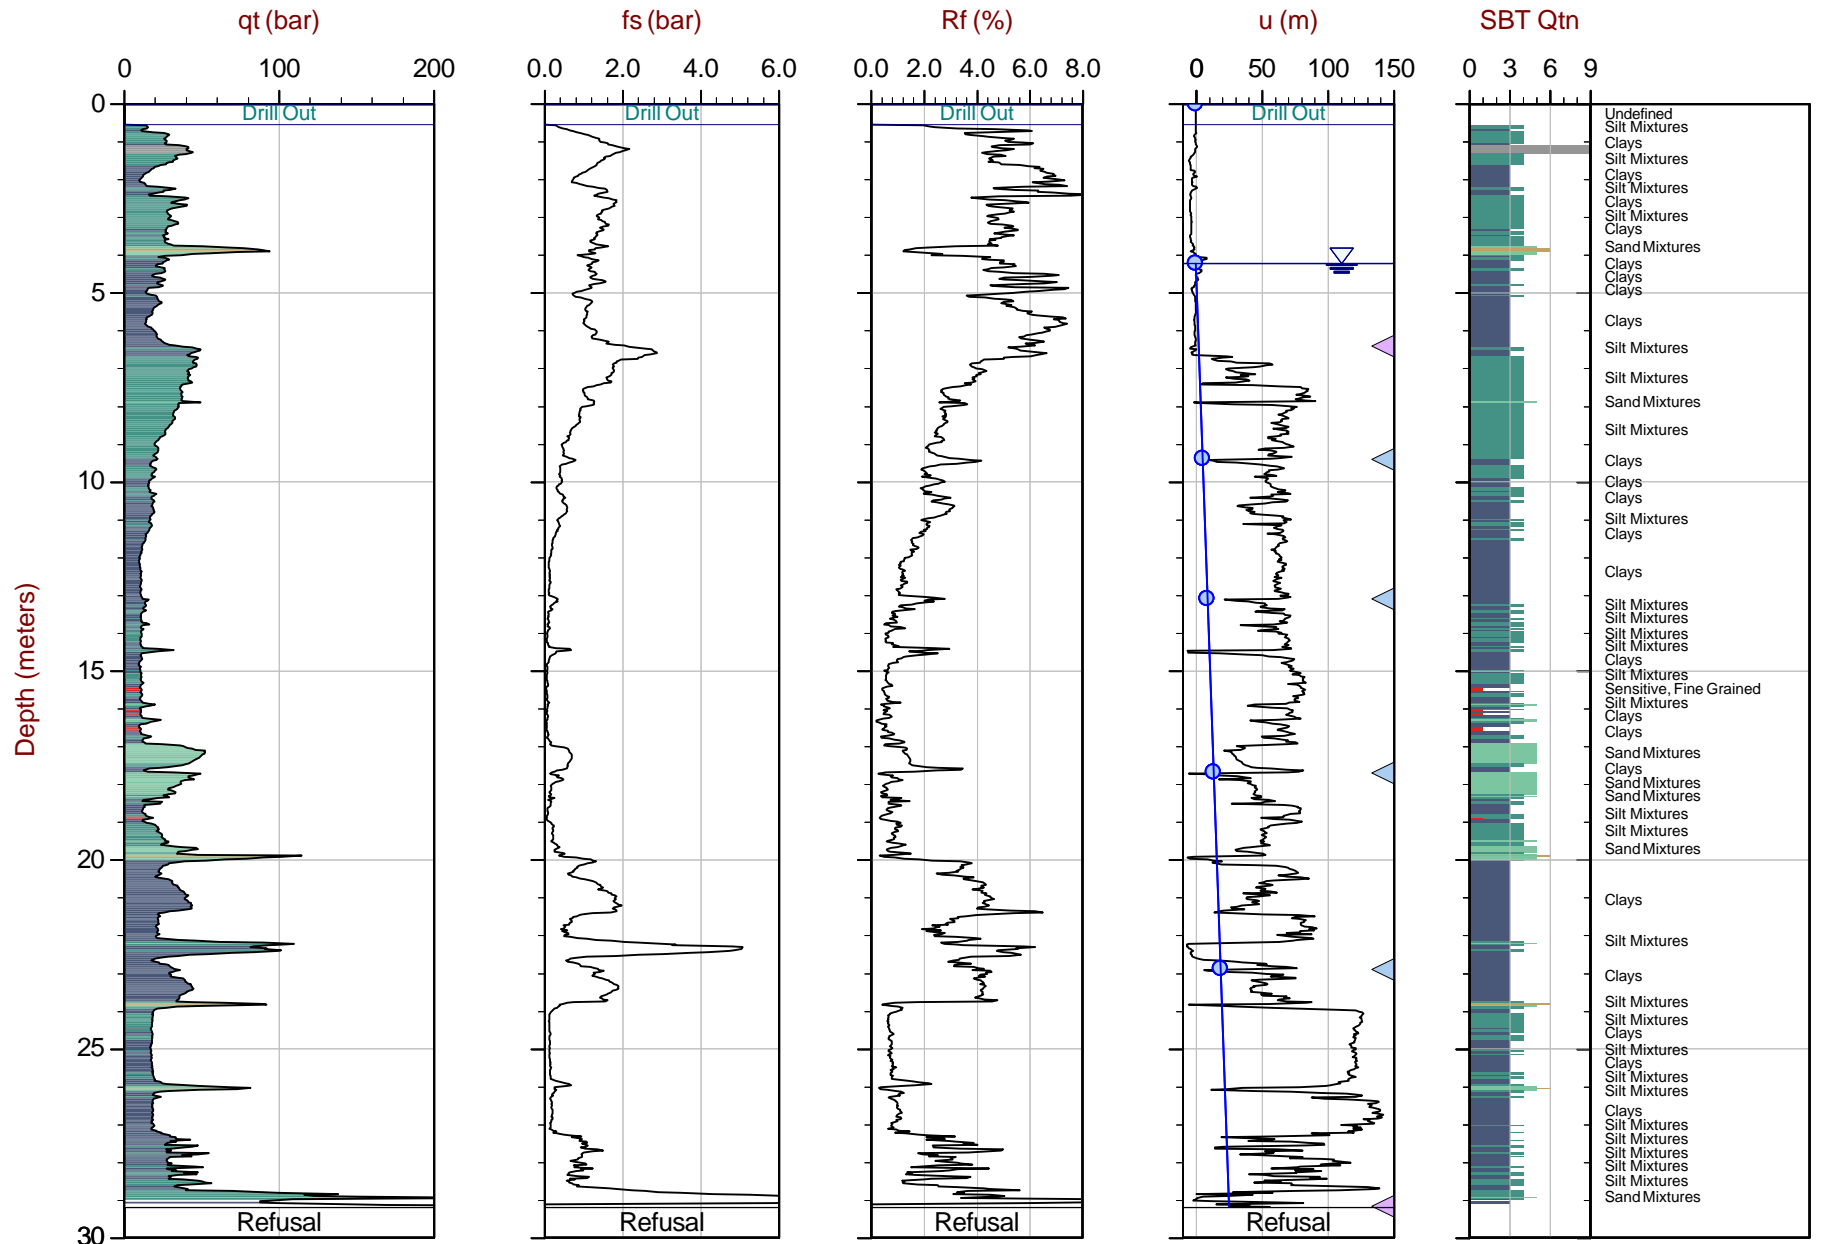 qt (bar) fs (bar) Rf (%) u (m) SBT Qtn
0 100 200 0.0 2.0 4.0 6.0 0.0 2.0 4.0 6.0 8.0 0 50 100 150 0 3 6 9
Depth (meters)
0
5
10
15
20
25
30
Drill Out Drill Out Drill Out Drill Out
Refusal Refusal Refusal Refusal
Undefined
Silt Mixtures
Clays
Silt Mixtures
Clays
Silt Mixtures
Clays
Silt Mixtures
Clays
Sand Mixtures
Clays
Clays
Clays
Clays
Silt Mixtures
Silt Mixtures
Sand Mixtures
Silt Mixtures
Clays
Clays
Clays
Silt Mixtures
Clays
Clays
Silt Mixtures
Silt Mixtures
Silt Mixtures
Silt Mixtures
Clays
Silt Mixtures
Sensitive, Fine Grained
Silt Mixtures
Clays
Clays
Sand Mixtures
Clays
Sand Mixtures
Sand Mixtures
Silt Mixtures
Silt Mixtures
Sand Mixtures
Clays
Silt Mixtures
Clays
Silt Mixtures
Silt Mixtures
Clays
Silt Mixtures
Clays
Silt Mixtures
Silt Mixtures
Clays
Silt Mixtures
Silt Mixtures
Silt Mixtures
Silt Mixtures
Silt Mixtures
Sand Mixtures